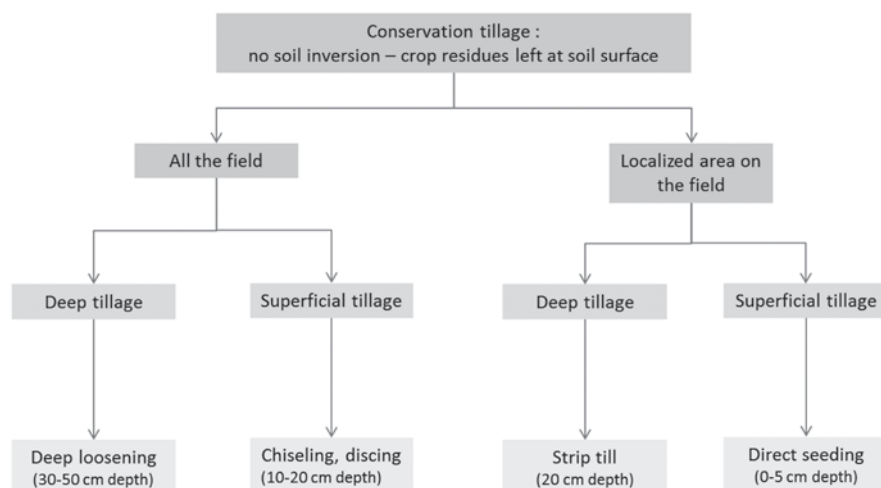 Conservation tillage :
no soil inversion – crop residues left at soil surface
All the field
Localized area on
the field
Deep tillage
Superficial tillage
Deep tillage
Superficial tillage
Deep loosening
(30-50 cm depth)
Chiseling, discing
(10-20 cm depth)
Strip till
(20 cm depth)
Direct seeding
(0-5 cm depth)